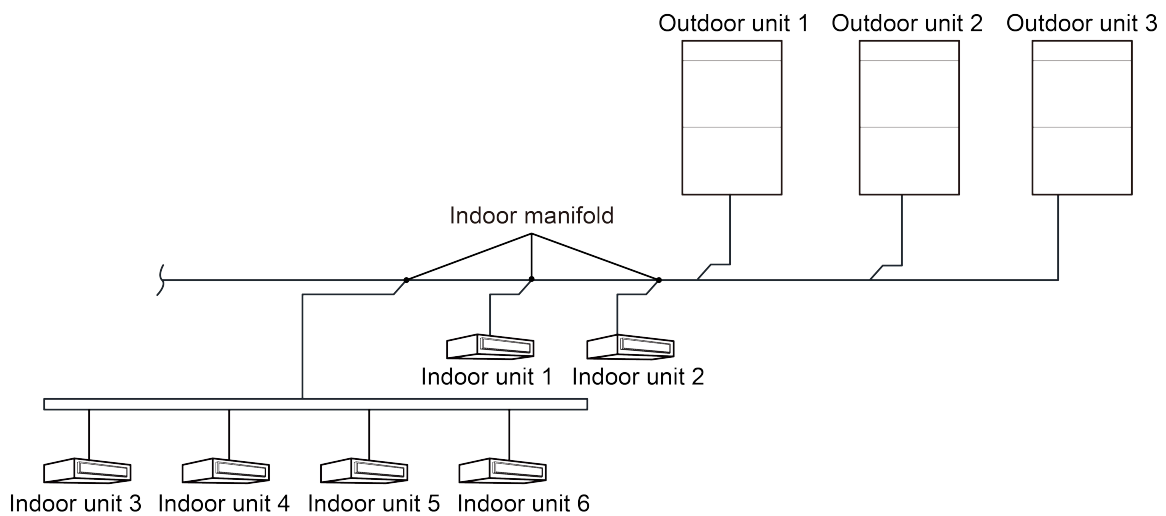 Outdoor unit 1
Outdoor unit 2
Outdoor unit 3
Indoor manifold
Indoor unit 1
Indoor unit 2
Indoor unit 3
Indoor unit 4
Indoor unit 5
Indoor unit 6